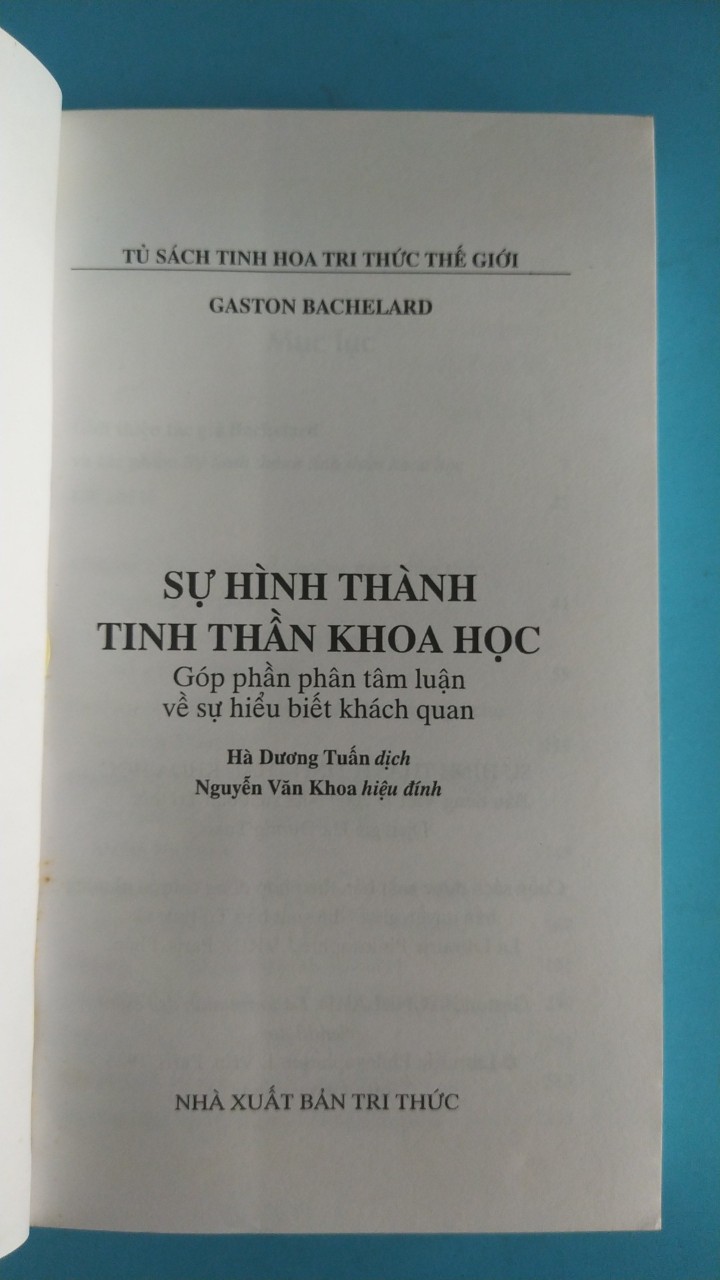 TỦ SÁCH TINH HOA TRI THỨC THẾ GIỚI
GASTON BACHELARD
Mục lục
SỰ HÌNH THÀNH
TINH THẦN KHOA HỌC
Góp phần phân tâm luận
về sự hiểu biết khách quan
Hà Dương Tuấn dịch
Nguyễn Văn Khoa hiệu đính
NHÀ XUẤT BẢN TRI THỨC